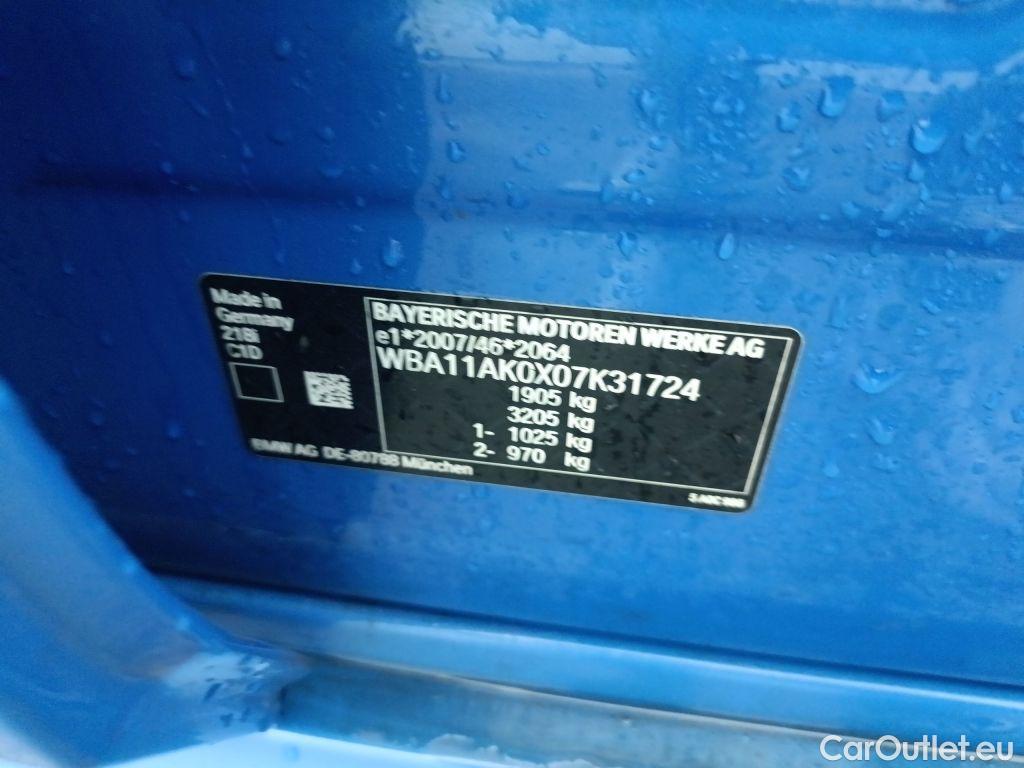 Made in
Germany
218i
C1D
BAYERISCHE MOTOREN WERKE AG
e1*2007/46*2064
WBA11AK0X07K31724
1905 kg
3205 kg
1- 1025 kg
2- 970 kg
BMW AG DE-80788 München
CarOutlet.eu